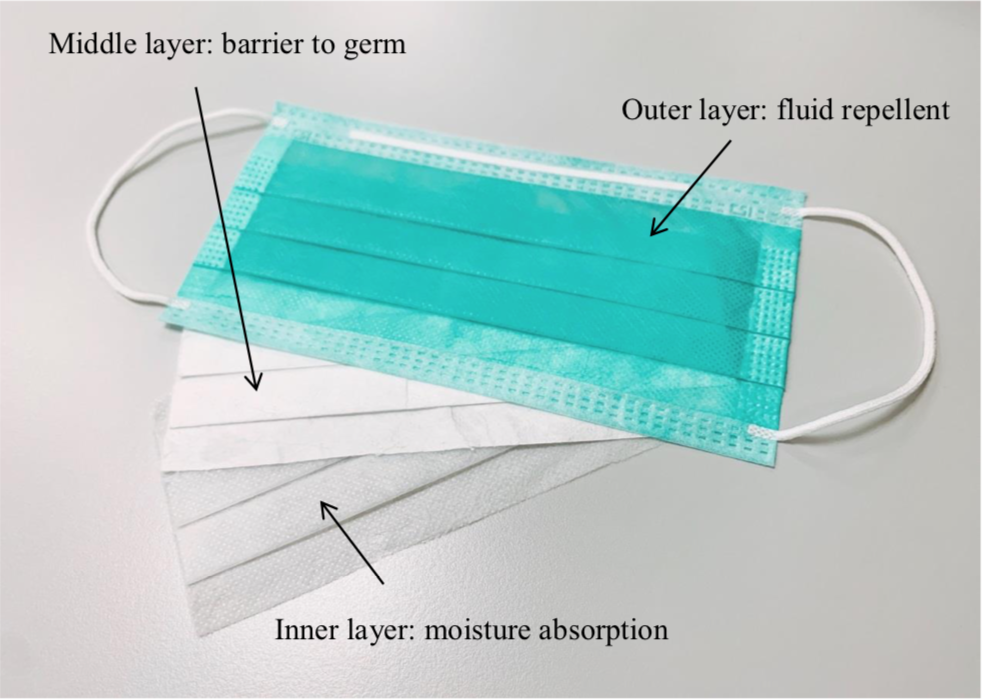 Middle layer: barrier to germ
Outer layer: fluid repellent
Inner layer: moisture absorption